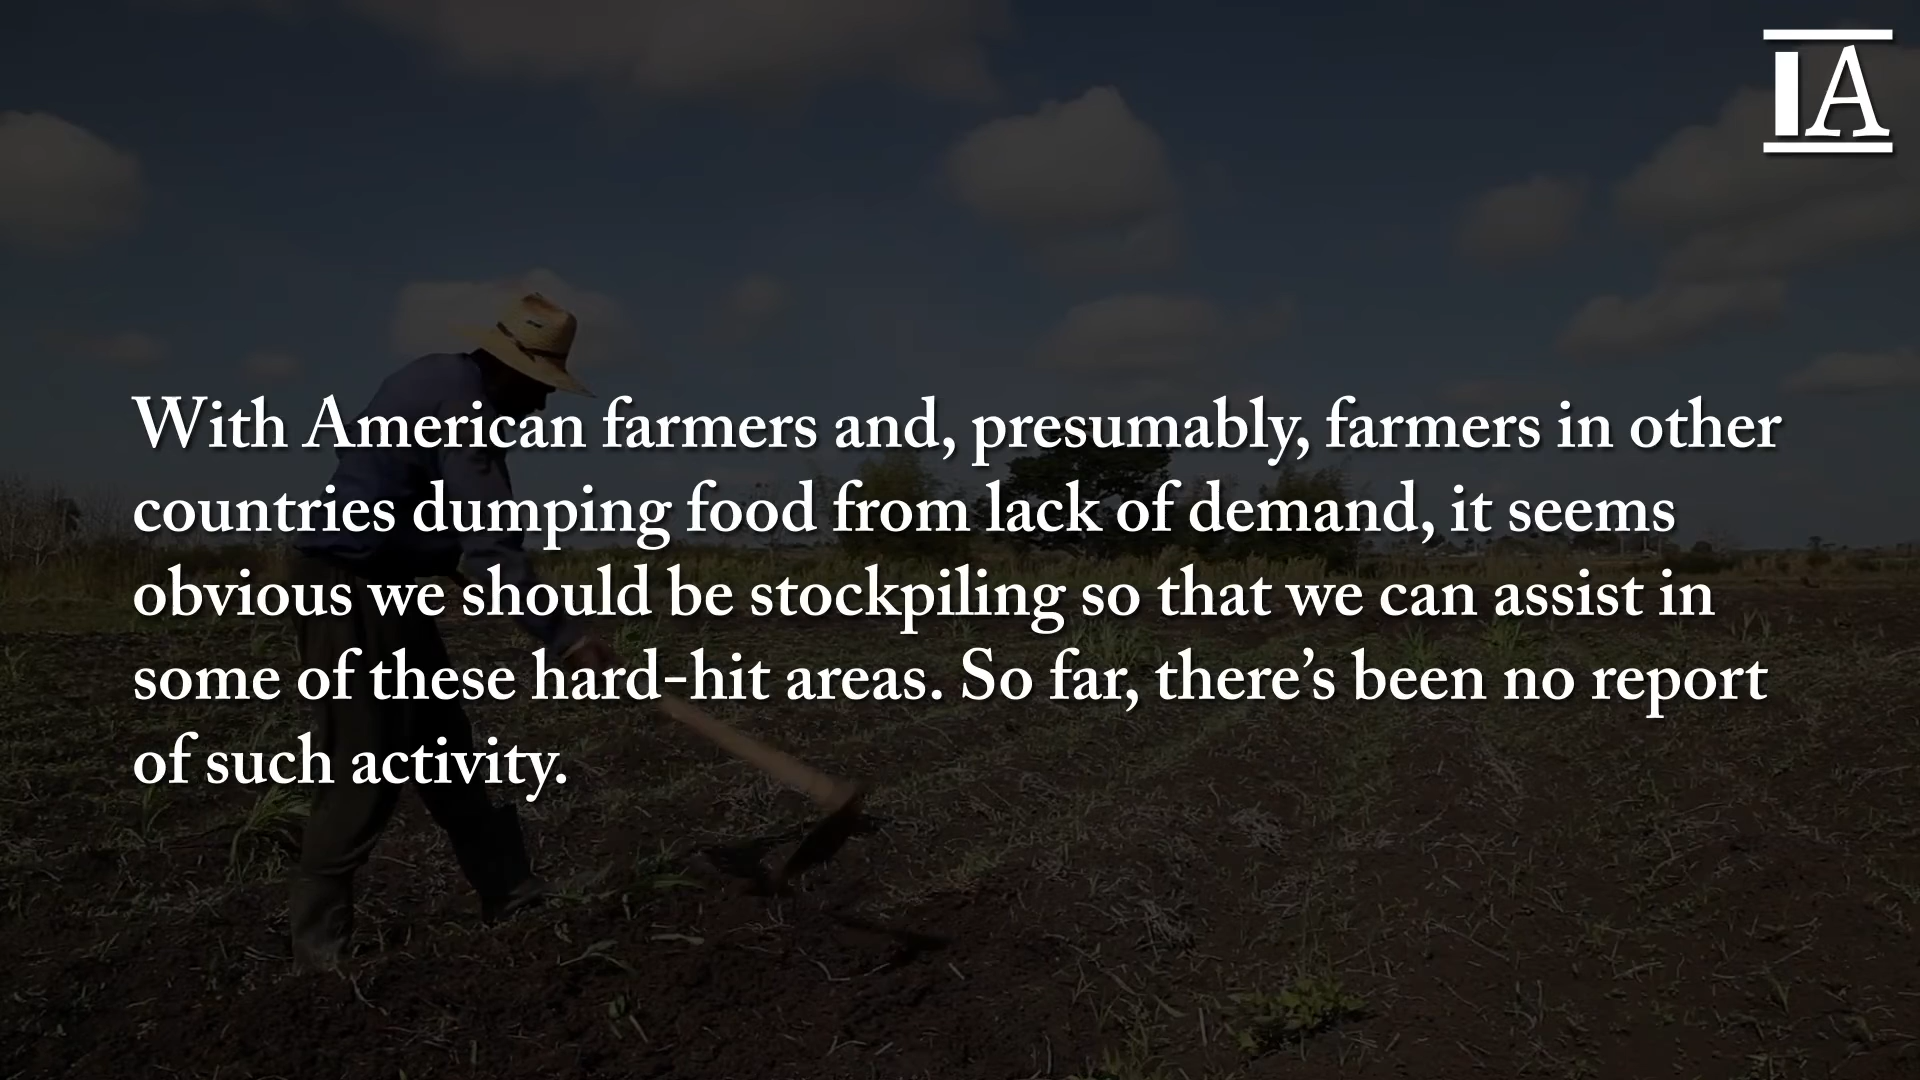 IA
With American farmers and, presumably, farmers in other
countries dumping food from lack of demand, it seems
obvious we should be stockpiling so that we can assist in
some of these hard-hit areas. So far, there’s been no report
of such activity.